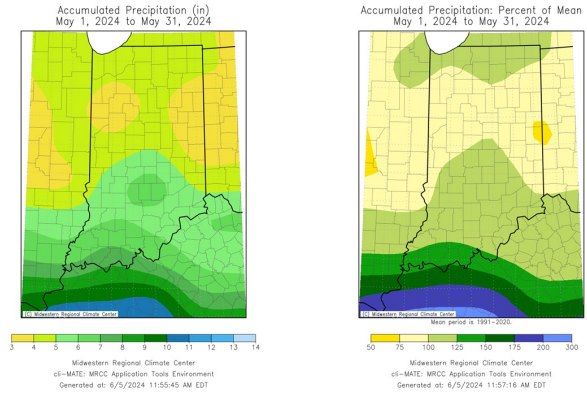 Accumulated Precipitation (in)
May 1, 2024 to May 31, 2024
(C) Midwestern Regional Climate Center
3 4 5 6 7 8 9 10 11 12 13 14
Midwestern Regional Climate Center
cli-MATE: MRCC Application Tools Environment
Generated at: 6/5/2024 11:55:45 AM EDT
Accumulated Precipitation: Percent of Mean
May 1, 2024 to May 31, 2024
(C) Midwestern Regional Climate Center
Mean period is 1991-2020.
50 75 100 125 150 175 200 300
Midwestern Regional Climate Center
cli-MATE: MRCC Application Tools Environment
Generated at: 6/5/2024 11:57:16 AM EDT